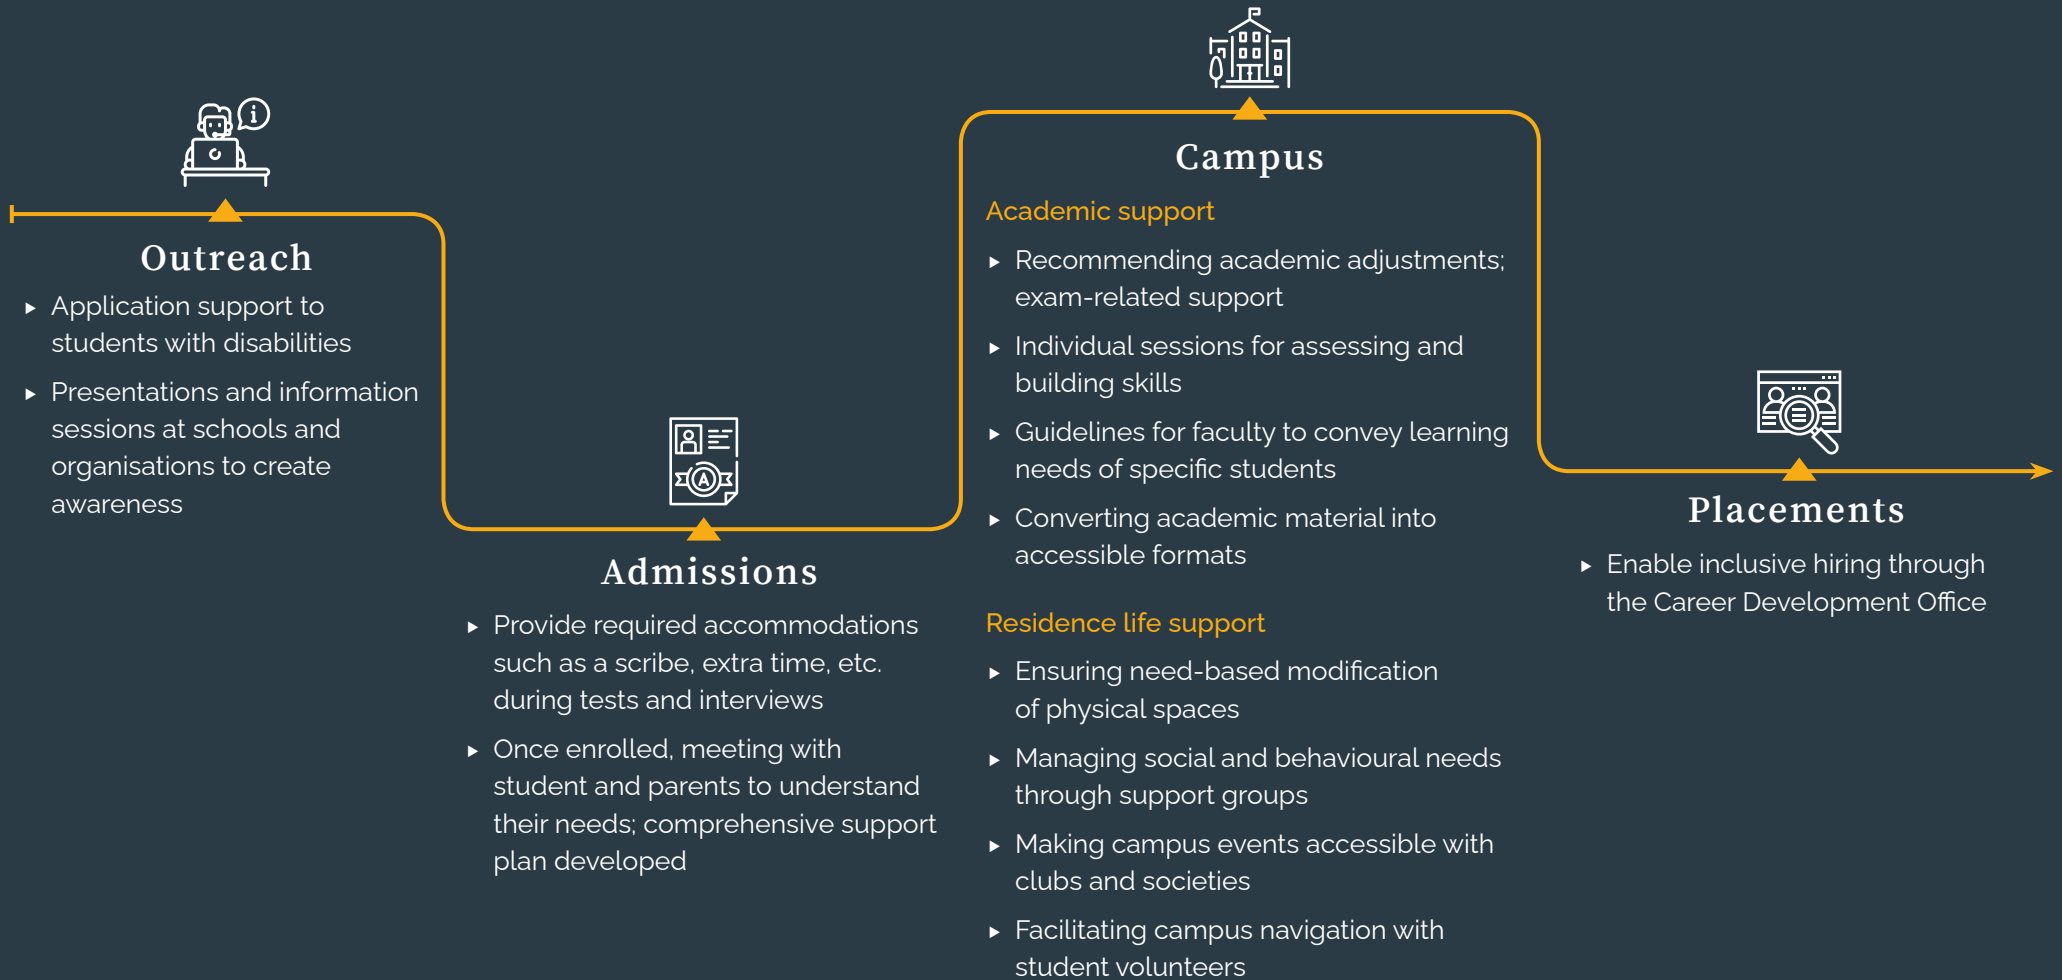 Outreach
▸ Application support to
students with disabilities
▸ Presentations and information
sessions at schools and
organisations to create
awareness
Admissions
▸ Provide required accommodations
such as a scribe, extra time, etc.
during tests and interviews
▸ Once enrolled, meeting with
student and parents to understand
their needs; comprehensive support
plan developed
Campus
Academic support
▸ Recommending academic adjustments;
exam-related support
▸ Individual sessions for assessing and
building skills
▸ Guidelines for faculty to convey learning
needs of specific students
▸ Converting academic material into
accessible formats
Residence life support
▸ Ensuring need-based modification
of physical spaces
▸ Managing social and behavioural needs
through support groups
▸ Making campus events accessible with
clubs and societies
▸ Facilitating campus navigation with
student volunteers
Placements
▸ Enable inclusive hiring through
the Career Development Office